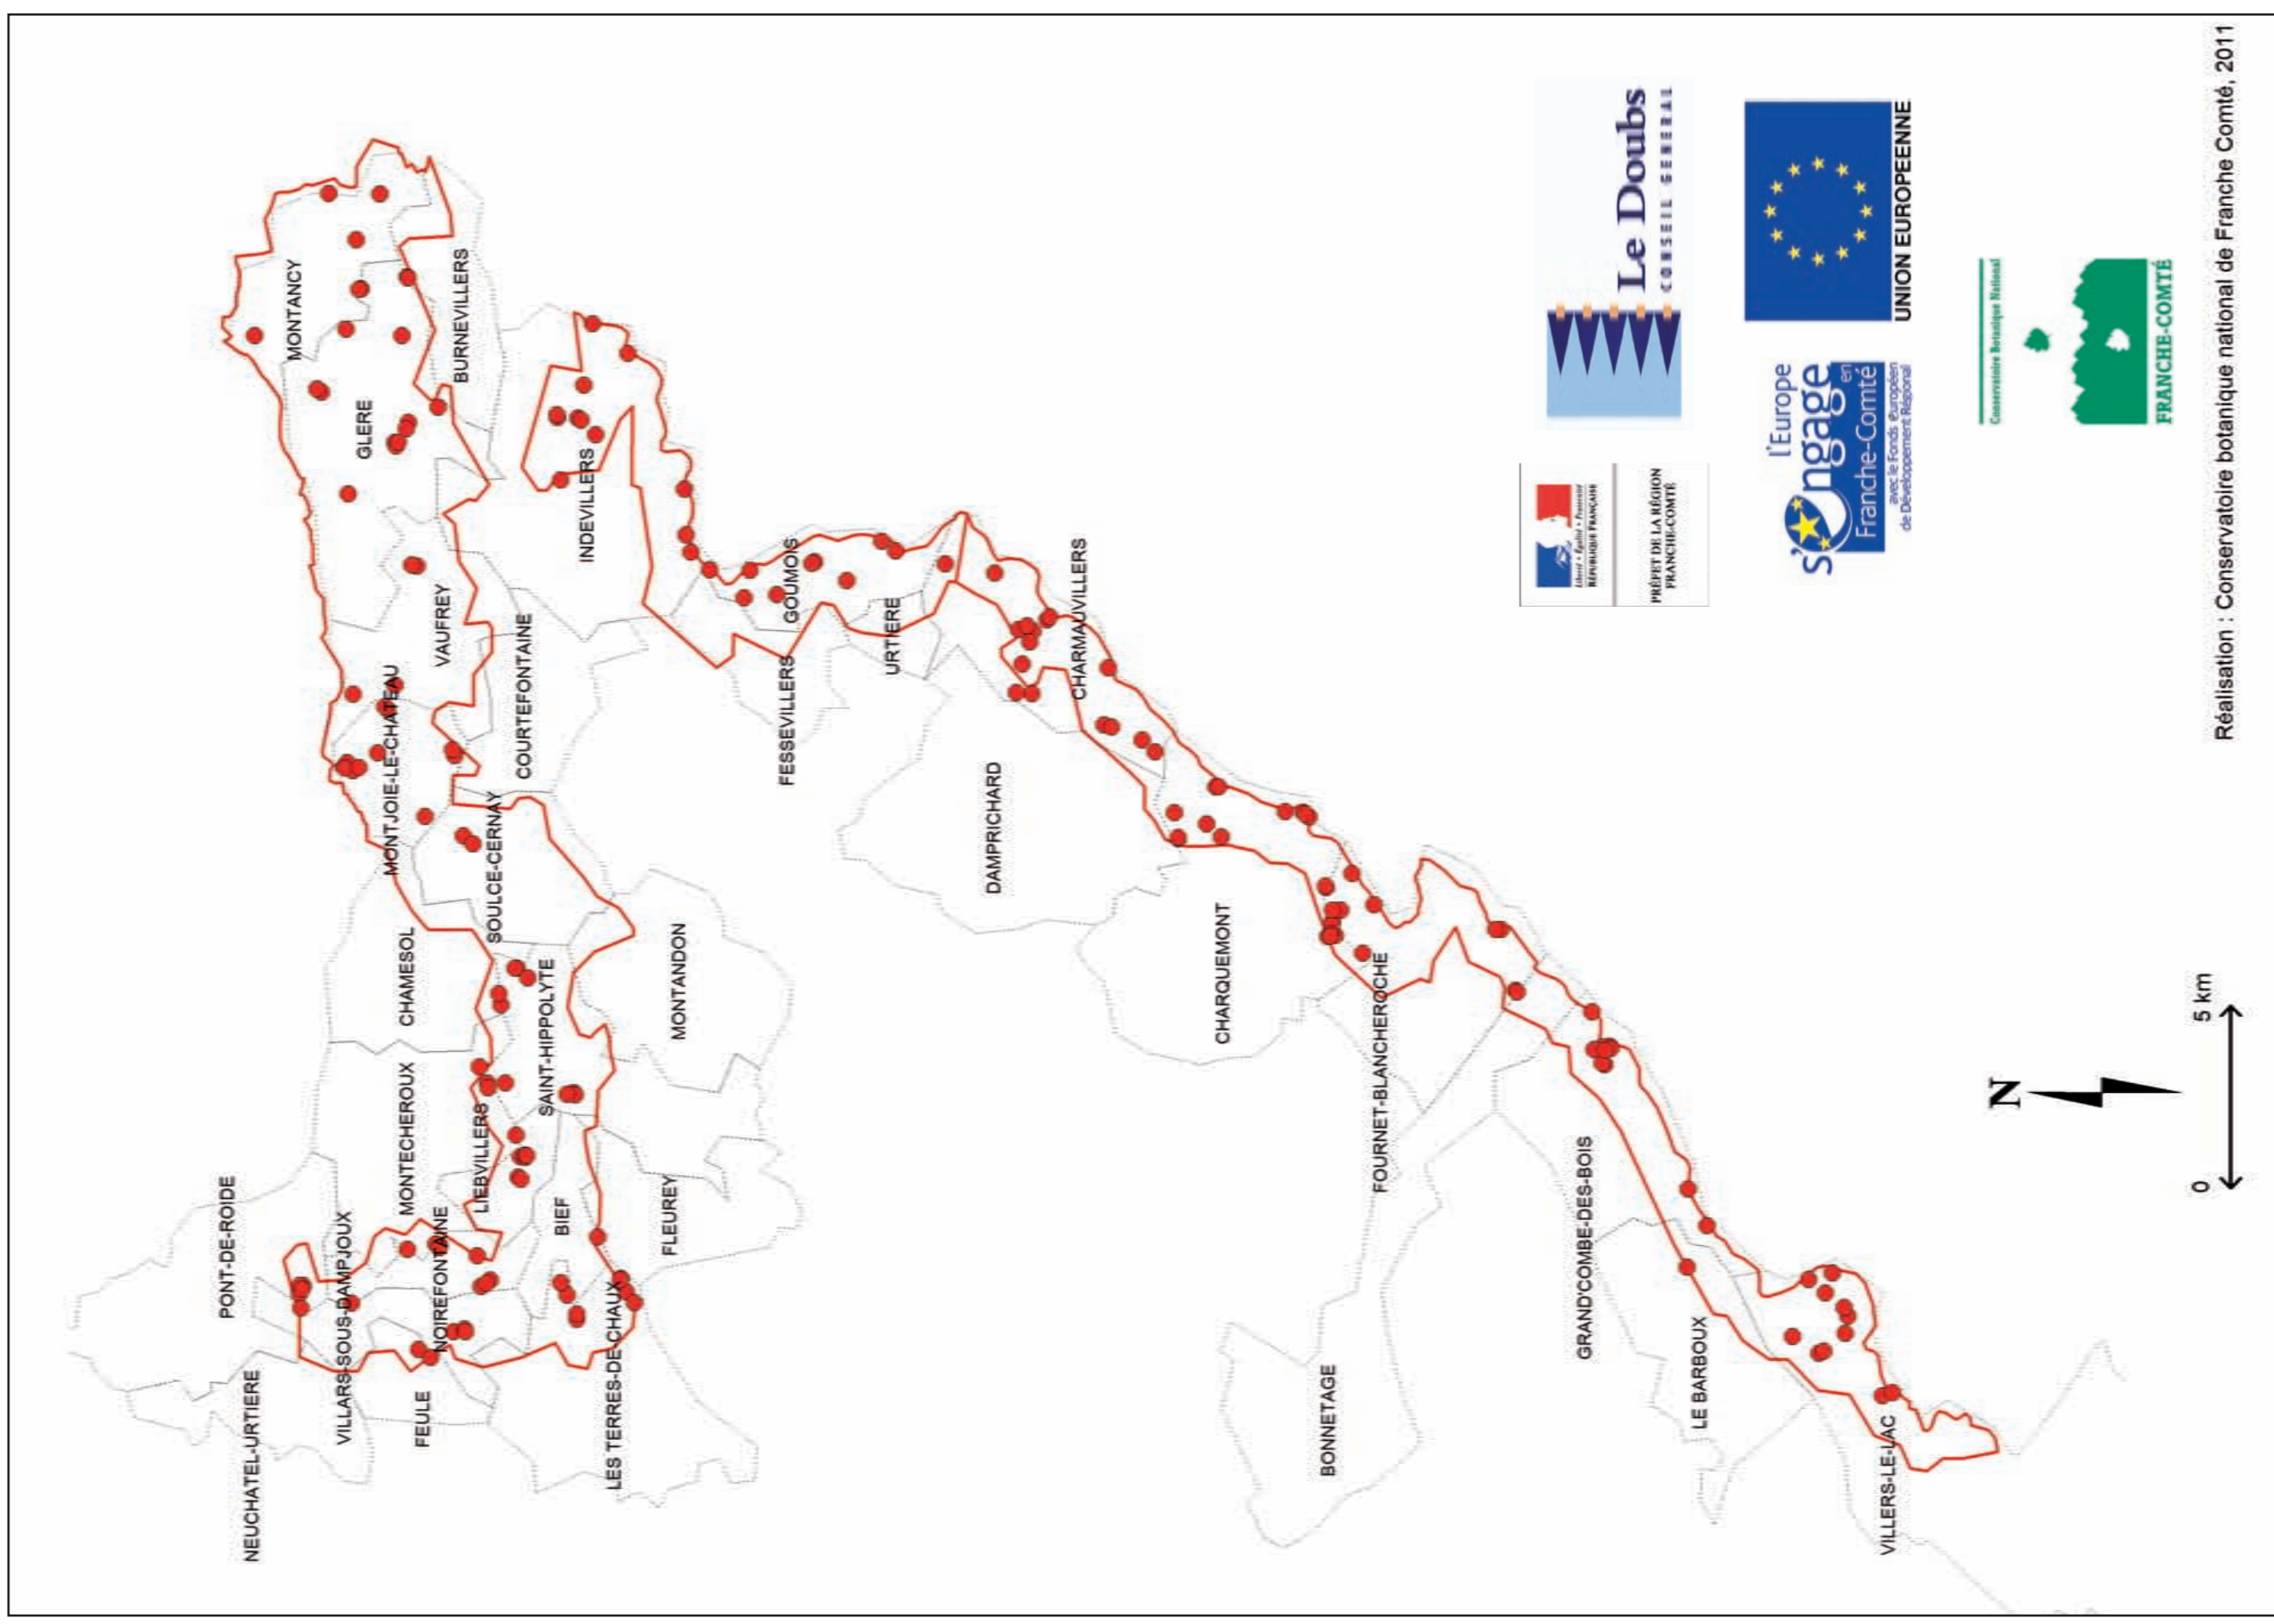 NEUCHATEL-URTIERE
PONT-DE-ROIDE
MONTANCY
VILLARS-SOUS-DAMPJOUX
GLERE
MONTJOIE-LE-CHATEAU
CHAMESOL
MONTECHEROUX
FEULE
NOIREFONTAINE
VAUFREY
BURNEVILLERS
LIEBVILLERS
SOULCE-CERNAY
COURTEFONTAINE
SAINT-HIPPOLYTE
BIEF
INDEVILLERS
LES TERRES-DE-CHAUX
FLEUREY
MONTANDON
FESSEVILLERS
GOUMOIS
URTIERE
DAMPRICHARD
CHARMAUVILLERS
CHARQUEMONT
BONNETAGE
FOURNET-BLANCHEROCHE
GRAND'COMBE-DES-BOIS
LE BARBOUX
VILLERS-LE-LAC
Liberté • Égalité • Fraternité
RÉPUBLIQUE FRANÇAISE
PRÉFET DE LA RÉGION
FRANCHE-COMTÉ
Le Doubs
CONSEIL GENERAL
l'Europe
s'engage
en
Franche-Comté
avec le Fonds européen
de Développement Régional
UNION EUROPEENNE
Conservatoire Botanique National
FRANCHE-COMTÉ
N
0 5 km
Réalisation : Conservatoire botanique national de Franche Comté, 2011